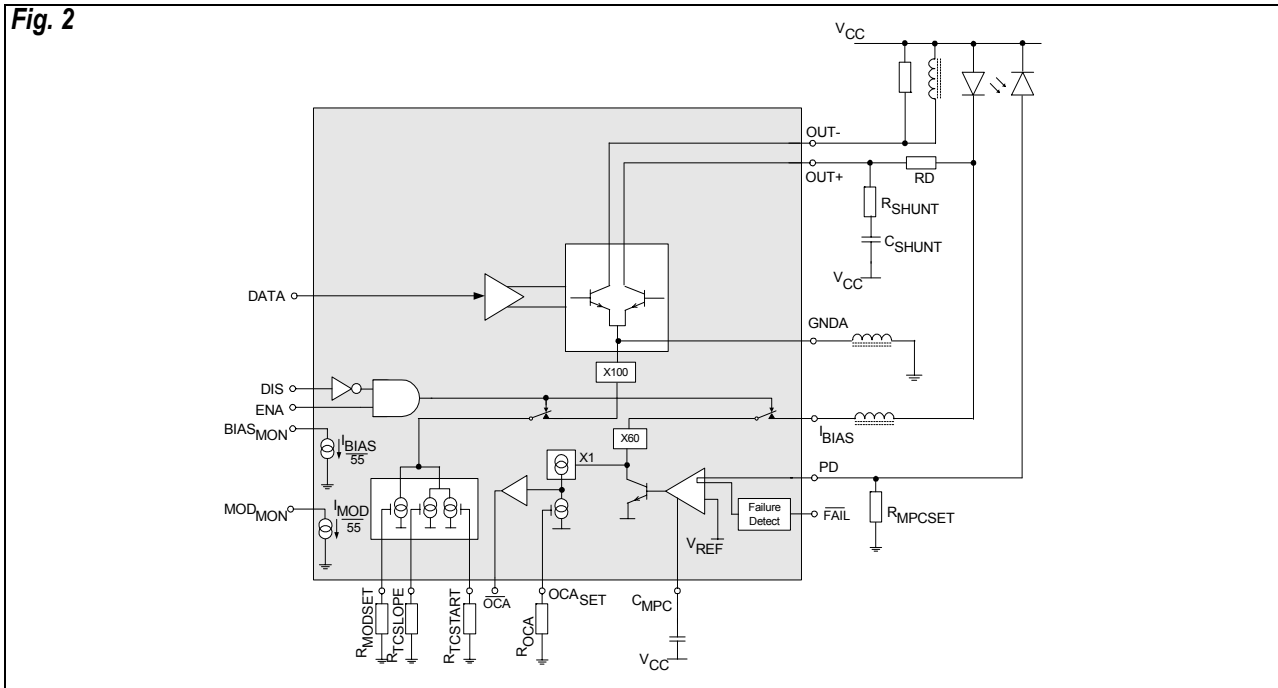 Fig. 2
VCC
OUT-
OUT+
RD
RSHUNT
CSHUNT
VCC
DATA
GNDA
X100
DIS
ENA
IBIAS
X60
BIASMON
IBIAS
55
X1
PD
MODMON
IMOD
55
Failure
Detect
FAIL
RMPCSET
VREF
RMODSET
RTCSLOPE
RTCSTART
OCA
ROCA
OCASET
CMPC
VCC